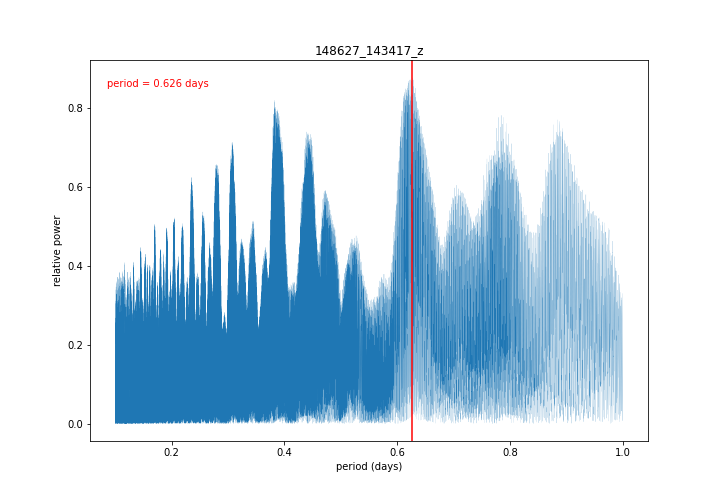 148627_143417_z
period = 0.626 days
relative power
0.8
0.6
0.4
0.2
0.0
0.2 0.4 0.6 0.8 1.0
period (days)